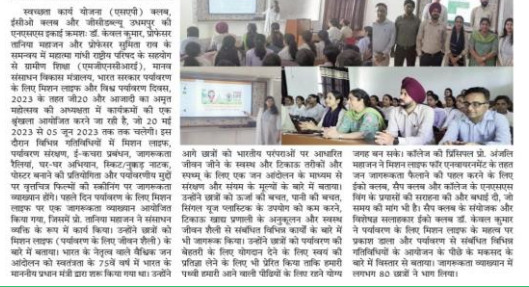 स्वच्छता कार्य योजना (एसएपी) क्लब,
ईसीओ क्लब और जीसीडब्ल्यू उधमपुर की
एनएसएस इकाई क्रमशः डॉ. केवल कुमार, प्रोफेसर
तानिया महाजन और प्रोफेसर सुमिता राव के
समन्वय में महात्मा गांधी राष्ट्रीय परिषद के सहयोग
से ग्रामीण शिक्षा (एमजीएनसीआरई), मानव
संसाधन विकास मंत्रालय, भारत सरकार पर्यावरण
के लिए मिशन लाइफ और विश्व पर्यावरण दिवस,
2023 के तहत जी20 और आजादी का अमृत
महोत्सव की अध्यक्षता में कार्यक्रमों की एक
श्रृंखला आयोजित करने जा रही है, जो 20 मई
2023 से 05 जून 2023 तक तक चलेगी। इस
दौरान विभिन्न गतिविधियों में मिशन लाइफ,
पर्यावरण संरक्षण, ई-कचरा प्रबंधन, जागरूकता
रैलियां, घर-घर अभियान, स्किट/नुक्कड़ नाटक,
पोस्टर बनाने की प्रतियोगिता और पर्यावरणीय मुद्दों
पर वृत्तचित्र फिल्मों की स्क्रीनिंग पर जागरूकता
व्याख्यान होंगे। पहले दिन पर्यावरण के लिए मिशन
लाइफ पर एक जागरूकता व्याख्यान आयोजित
किया गया, जिसमें प्रो. तानिया महाजन ने संसाधन
व्यक्ति के रूप में कार्य किया। उन्होंने छात्रों को
मिशन लाइफ (पर्यावरण के लिए जीवन शैली) के
बारे में बताया। भारत के नेतृत्व वाले वैश्विक जन
आंदोलन को स्वतंत्रता के 75वें वर्ष में भारत के
माननीय प्रधान मंत्री द्वारा शुरू किया गया था। उन्होंने
आगे छात्रों को भारतीय परंपराओं पर आधारित
जीवन जीने के स्वस्थ और टिकाऊ तरीकों और
स्पष्म् के लिए एक जन आंदोलन के माध्यम से
संरक्षण और संयम के मूल्यों के बारे में बताया।
उन्होंने छात्रों को ऊर्जा की बचत, पानी की बचत,
सिंगल यूज प्लास्टिक के उपयोग को कम करने,
टिकाऊ खाद्य प्रणाली के अनुकूलन और स्वस्थ
जीवन शैली से संबंधित विभिन्न कार्यों के बारे में
भी जागरूक किया। उन्होंने छात्रों को पर्यावरण की
बेहतरी के लिए योगदान देने के लिए स्वयं की
प्रतिज्ञा लेने के लिए भी प्रेरित किया ताकि हमारी
पृथ्वी हमारी आने वाली पीढ़ियों के लिए रहने योग्य
जगह बन सके। कॉलेज की प्रिंसिपल प्रो. अंजलि
महाजन ने मिशन लाइफ फॉर एनवायरनमेंट के तहत
जन जागरूकता फैलाने की पहल करने के लिए
ईको क्लब, सैप क्लब और कॉलेज के एनएसएस
विंग के प्रयासों की सराहना की और बधाई दी, जो
समय की मांग भी है। सैप क्लब के संयोजक और
विशेषज्ञ सलाहकार ईको क्लब डॉ. केवल कुमार
ने पर्यावरण के लिए मिशन लाइफ के महत्व पर
प्रकाश डाला और पर्यावरण से संबंधित विभिन्न
गतिविधियों के आयोजन के पीछे के मकसद के
बारे में विस्तार से बताया। जागरूकता व्याख्यान में
लगभग 80 छात्रों ने भाग लिया।